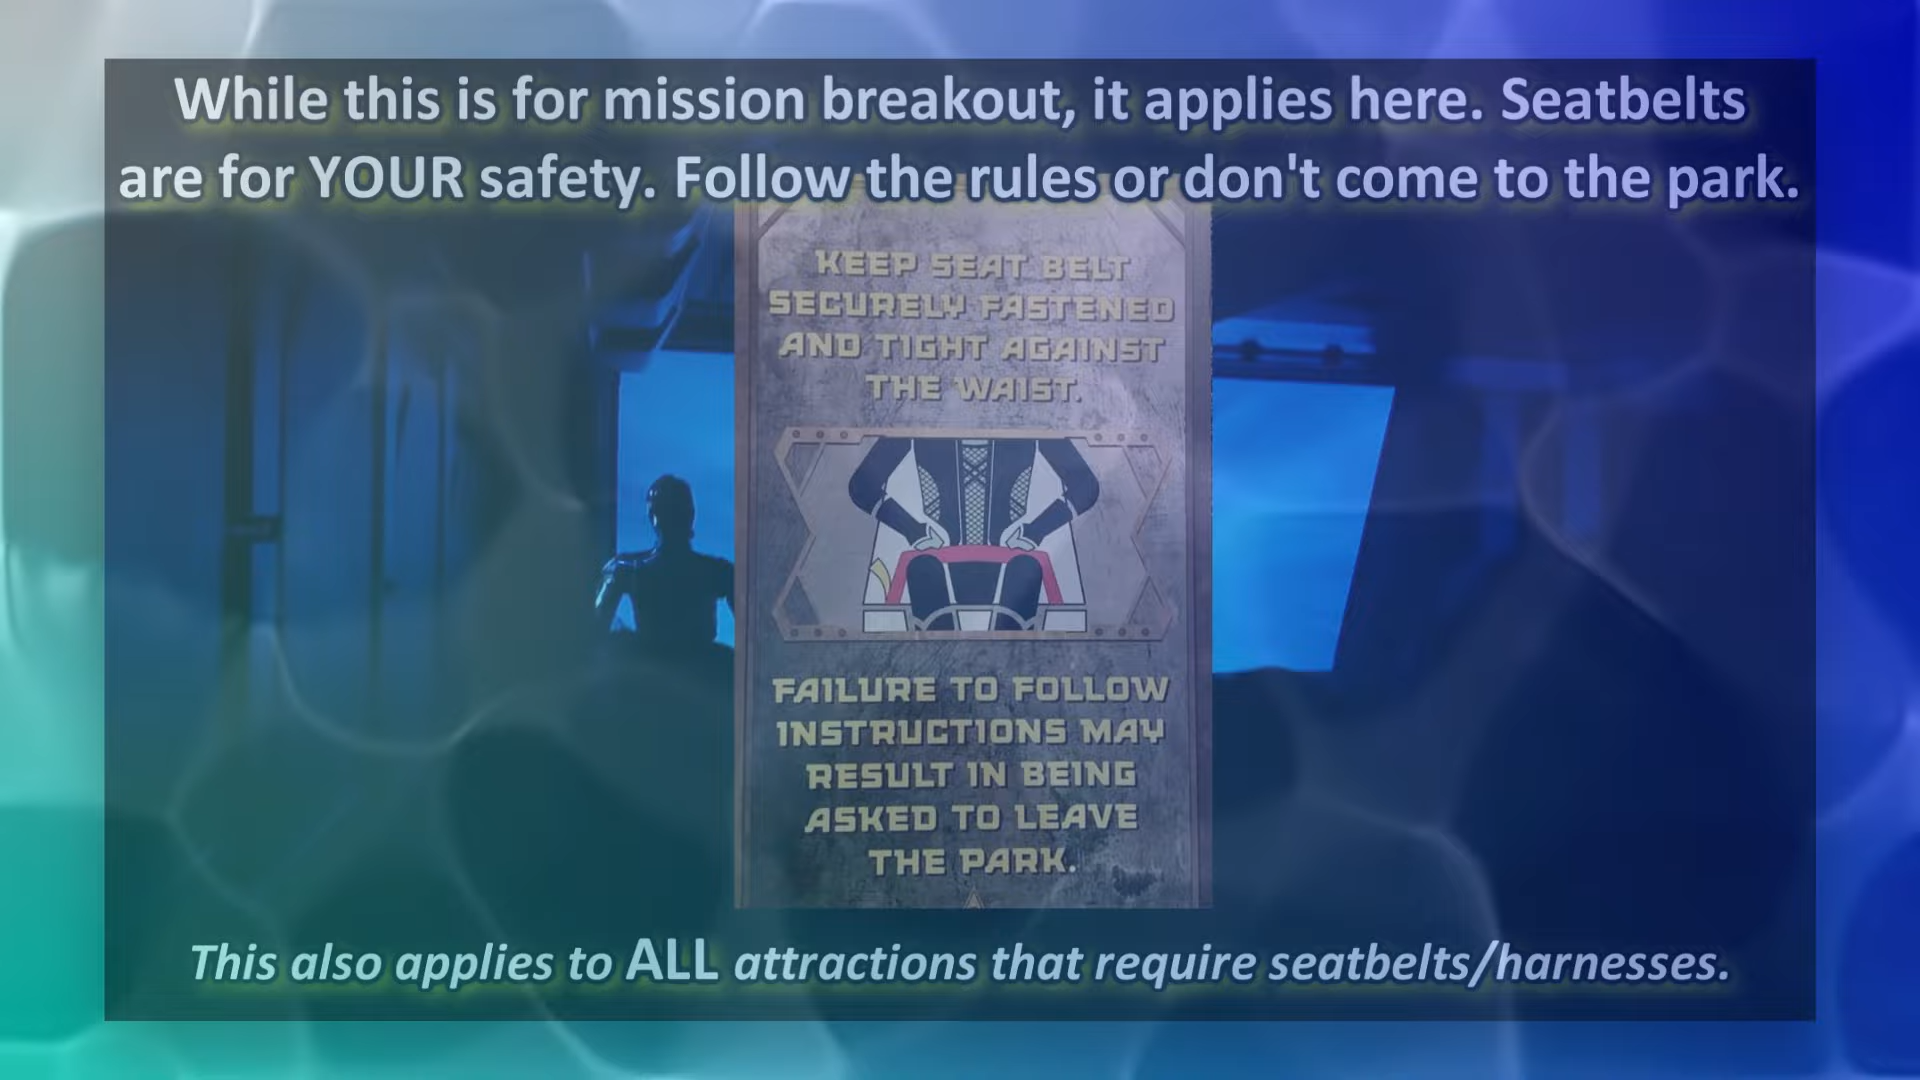 While this is for mission breakout, it applies here. Seatbelts
are for YOUR safety. Follow the rules or don't come to the park.
KEEP SEAT BELT
SECURELY FASTENED
AND TIGHT AGAINST
THE WAIST.
FAILURE TO FOLLOW
INSTRUCTIONS MAY
RESULT IN BEING
ASKED TO LEAVE
THE PARK.
This also applies to ALL attractions that require seatbelts/harnesses.